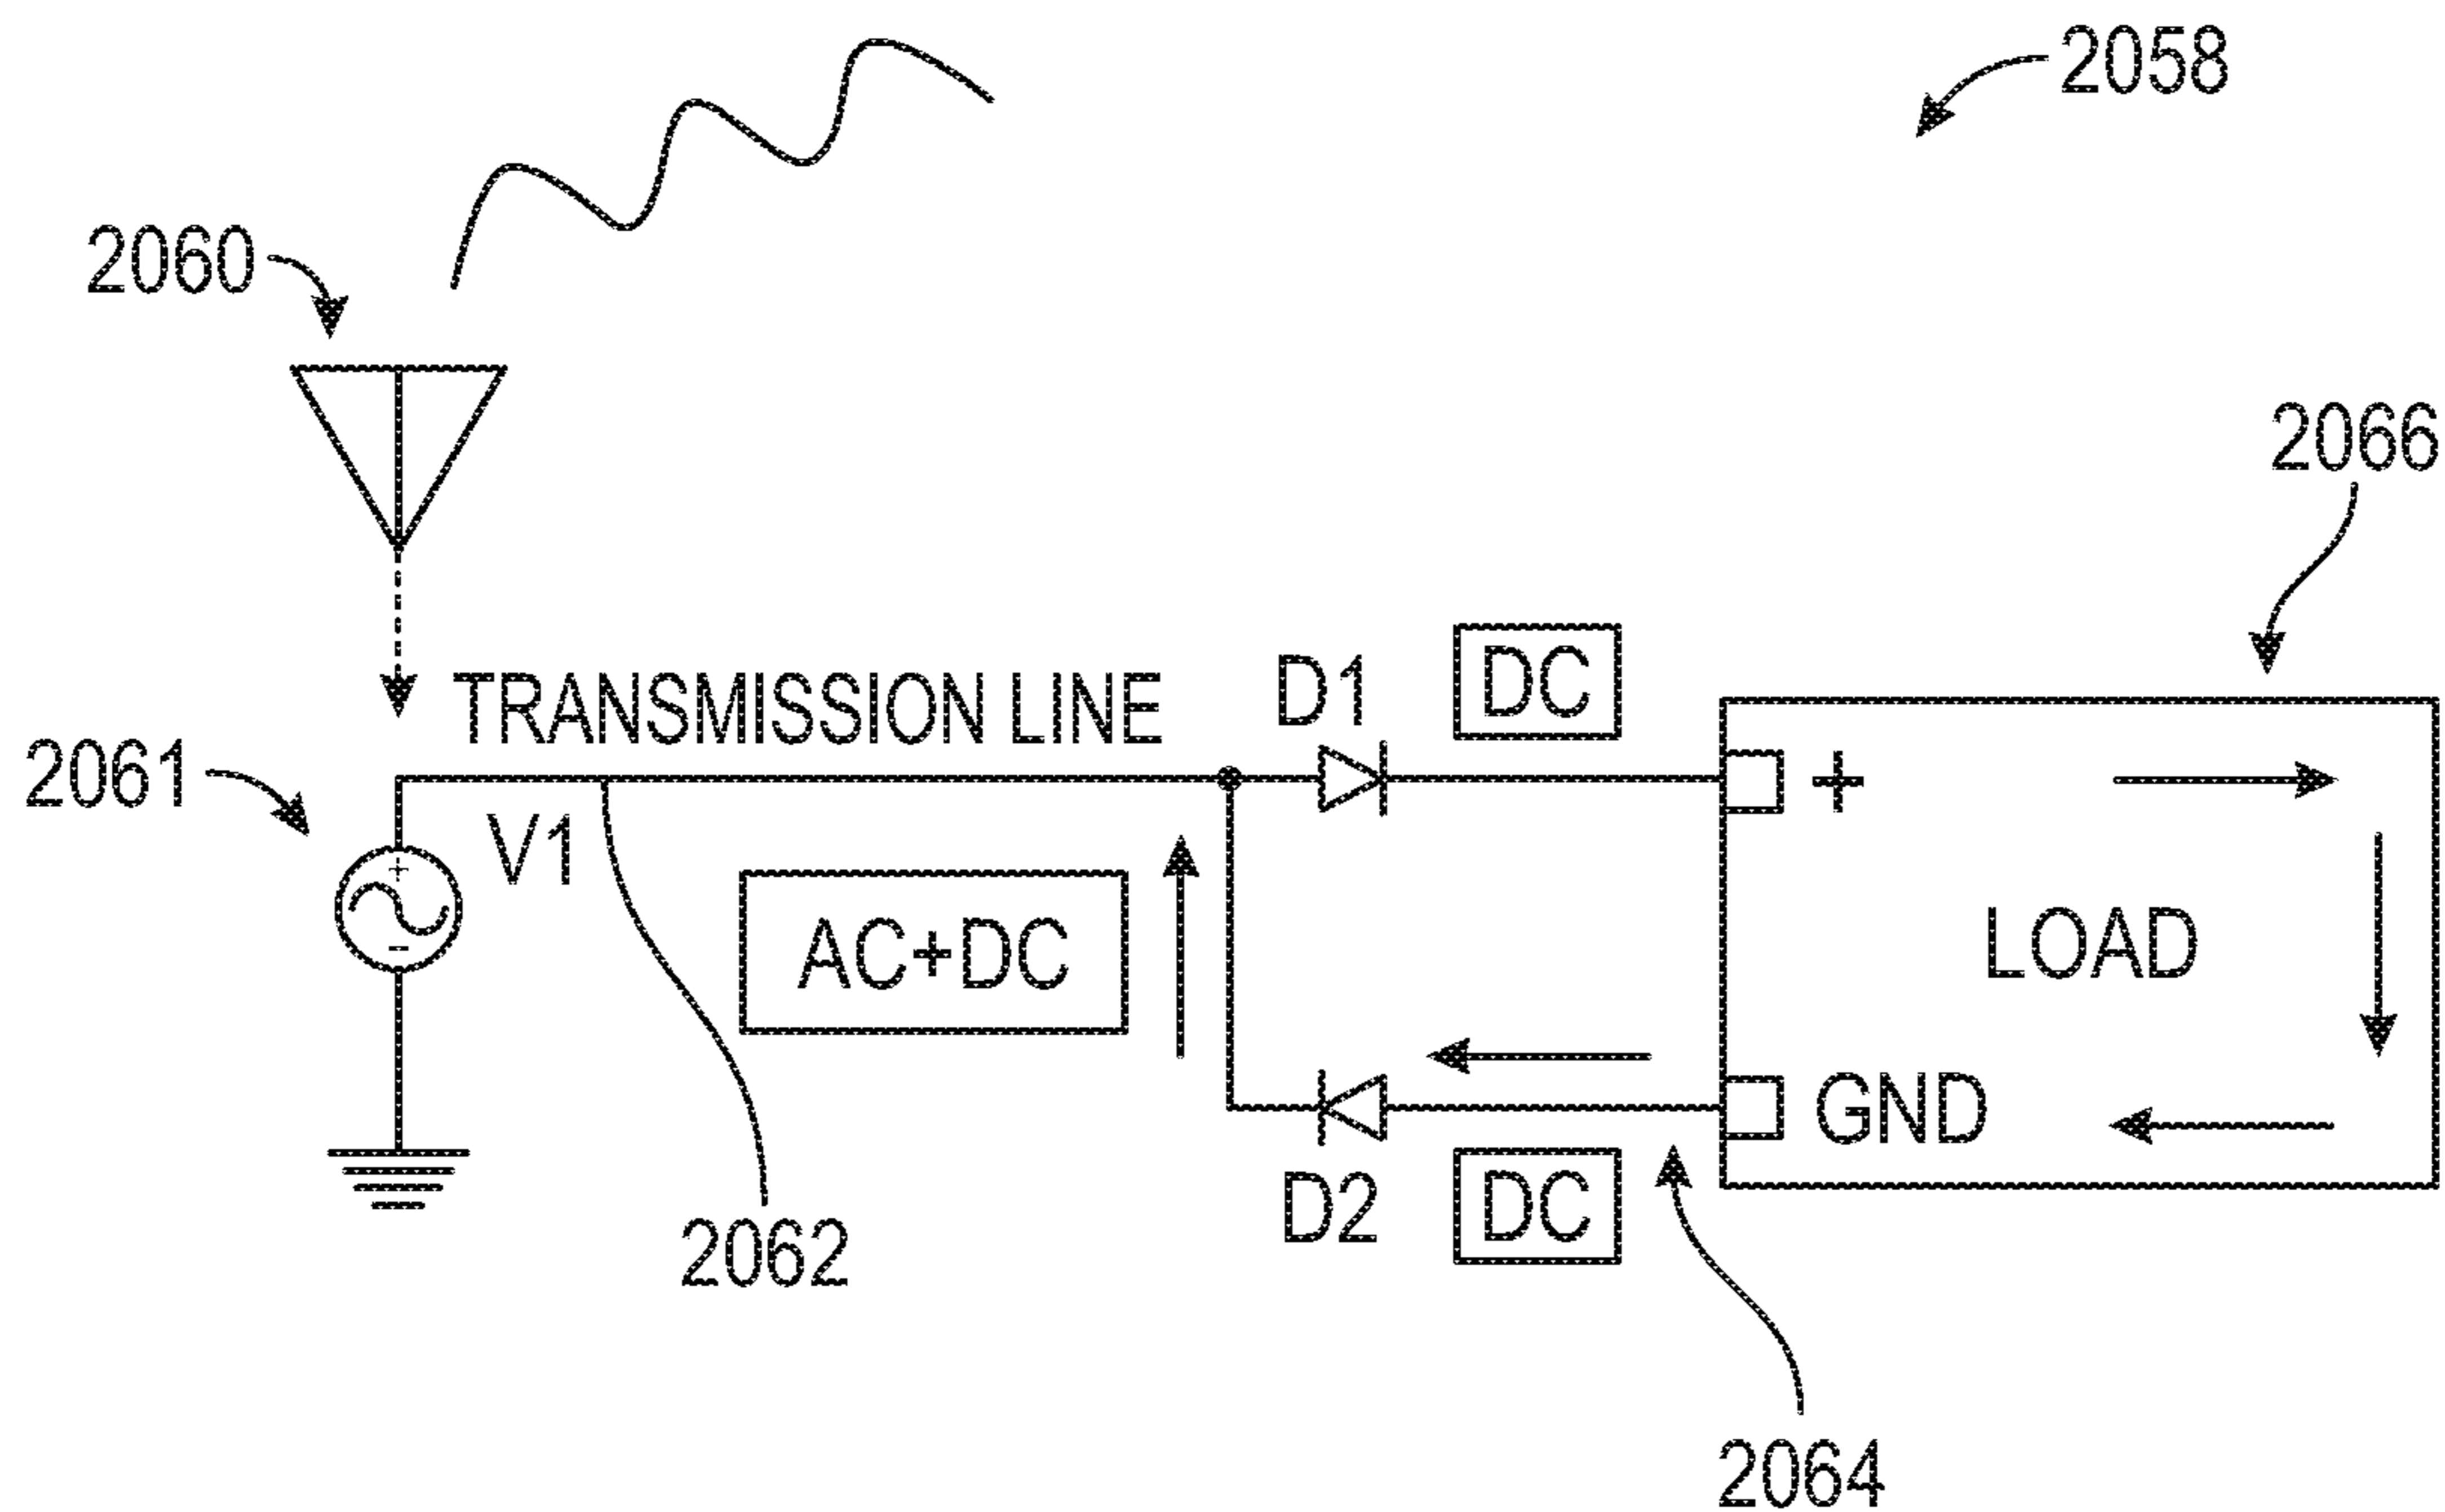 2058
2060
2066
TRANSMISSION LINE
D1
DC
2061
V1
+
+
AC+DC
LOAD
−
GND
D2
DC
2062
2064